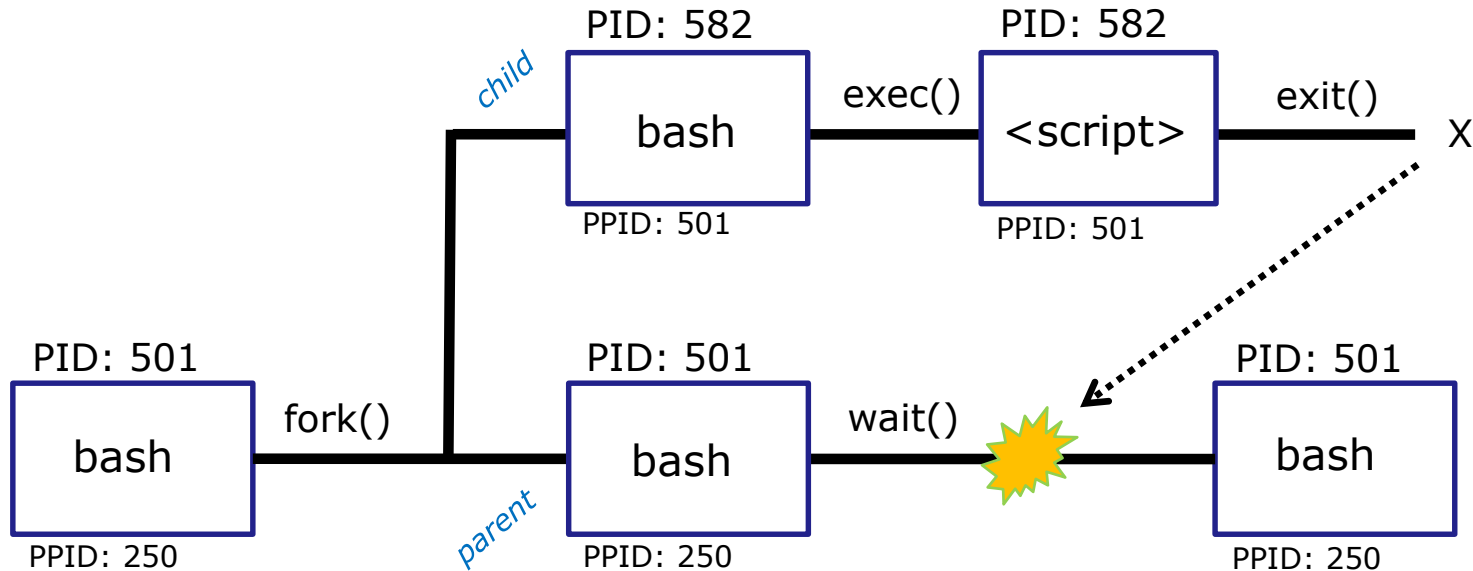 PID: 582
PID: 582
child
bash
exec()
<script>
exit()
X
PPID: 501
PPID: 501
PID: 501
PID: 501
PID: 501
bash
fork()
bash
wait()
bash
parent
PPID: 250
PPID: 250
PPID: 250